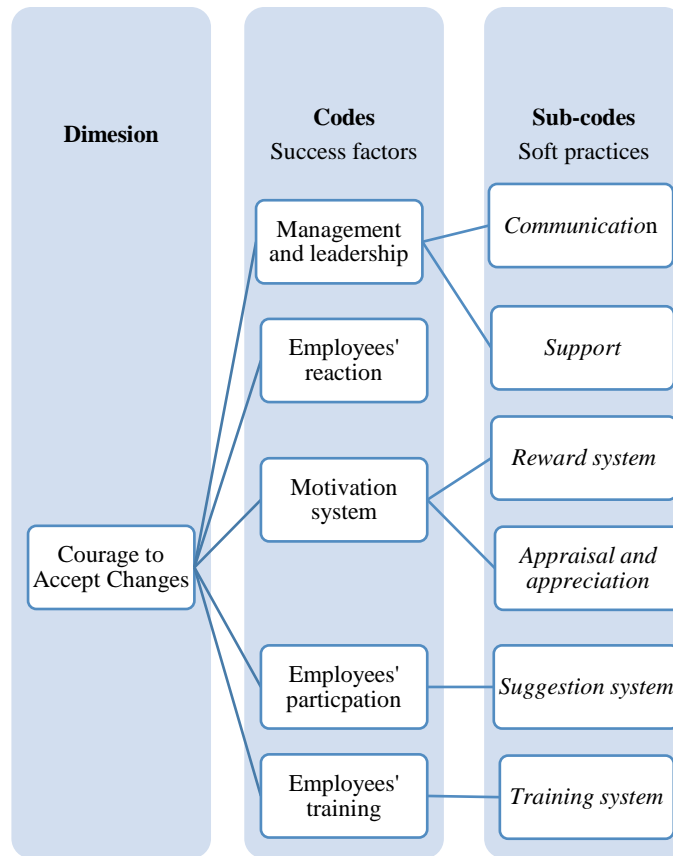 Dimesion
Codes
Success factors
Sub-codes
Soft practices
Courage to
Accept Changes
Management
and leadership
Employees'
reaction
Motivation
system
Employees'
particpation
Employees'
training
Communication
Support
Reward system
Appraisal and
appreciation
Suggestion system
Training system